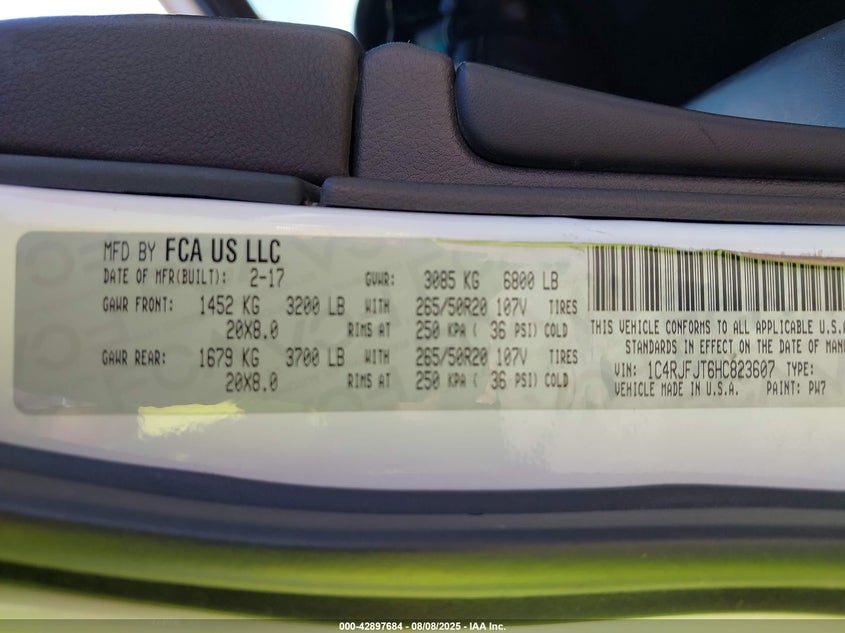 MFD BY FCA US LLC
DATE OF MFR(BUILT): 2-17 GVWR: 3085 KG 6800 LB
GAWR FRONT: 1452 KG 3200 LB WITH 265/50R20 107V TIRES
20X8.0 RIMS AT 250 KPA ( 36 PSI) COLD
GAWR REAR: 1679 KG 3700 LB WITH 265/50R20 107V TIRES
20X8.0 RIMS AT 250 KPA ( 36 PSI) COLD
THIS VEHICLE CONFORMS TO ALL APPLICABLE U.S.A
STANDARDS IN EFFECT ON THE DATE OF MAN
VIN: 1C4RJFJT6HC823607 TYPE:
VEHICLE MADE IN U.S.A. PAINT: PW7
000-42897684 - 08/08/2025 - IAA Inc.